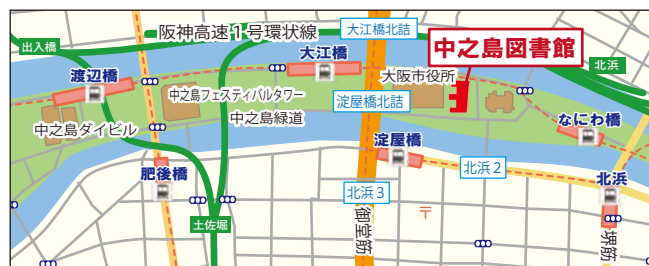 阪神高速1号環状線
大江橋北詰
出入橋
中之島図書館
大江橋
大阪市役所
北浜
渡辺橋
中之島フェスティバルタワー
淀屋橋北詰
なにわ橋
中之島ダイビル
中之島緑道
淀屋橋
肥後橋
北浜2
北浜3
北浜
〒
土佐堀
御堂筋
堺筋